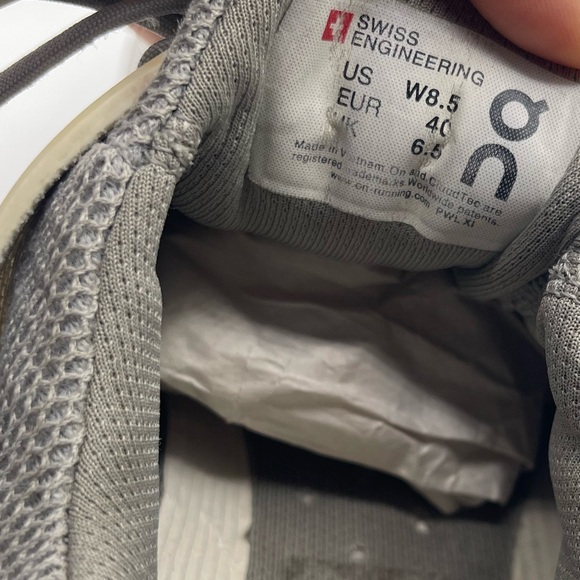 SWISS
ENGINEERING
US W8.5
EUR 40
UK 6.5
On
Made in Vietnam. On and CloudTec are
registered trademarks Worldwide patents.
www.on-running.com PWL XI